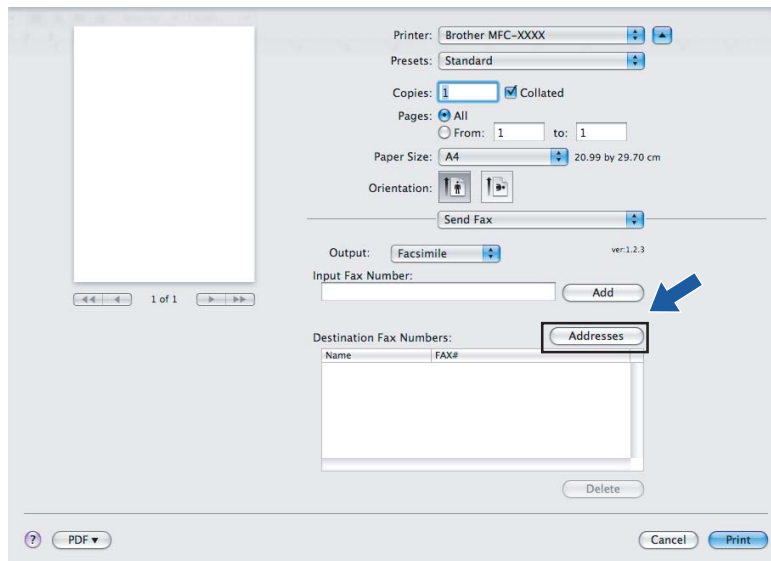 Printer: Brother MFC-XXXX
Presets: Standard
Copies: 1 Collated
Pages: All
From: 1 to: 1
Paper Size: A4 20.99 by 29.70 cm
Orientation:
Send Fax
Output: Facsimile ver:1.2.3
Input Fax Number:
Add
1 of 1
Destination Fax Numbers: Addresses
Name FAX#
Delete
? PDF Cancel Print